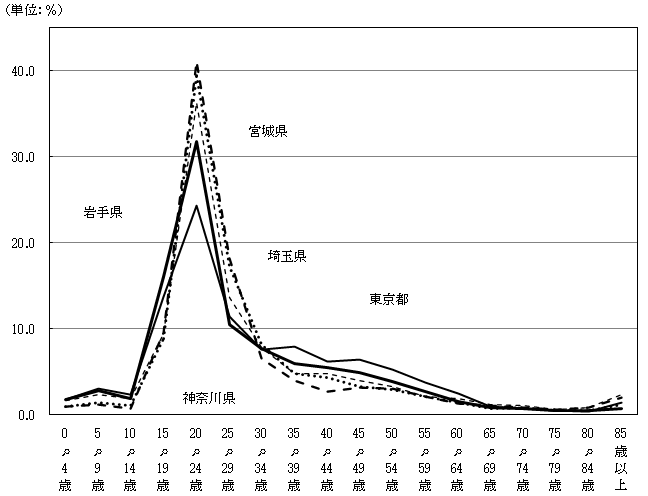 (単位:%)
40.0
30.0
20.0
10.0
0.0
宮城県
岩手県
埼玉県
東京都
神奈川県
0～4歳
5～9歳
10～14歳
15～19歳
20～24歳
25～29歳
30～34歳
35～39歳
40～44歳
45～49歳
50～54歳
55～59歳
60～64歳
65～69歳
70～74歳
75～79歳
80～84歳
85歳以上